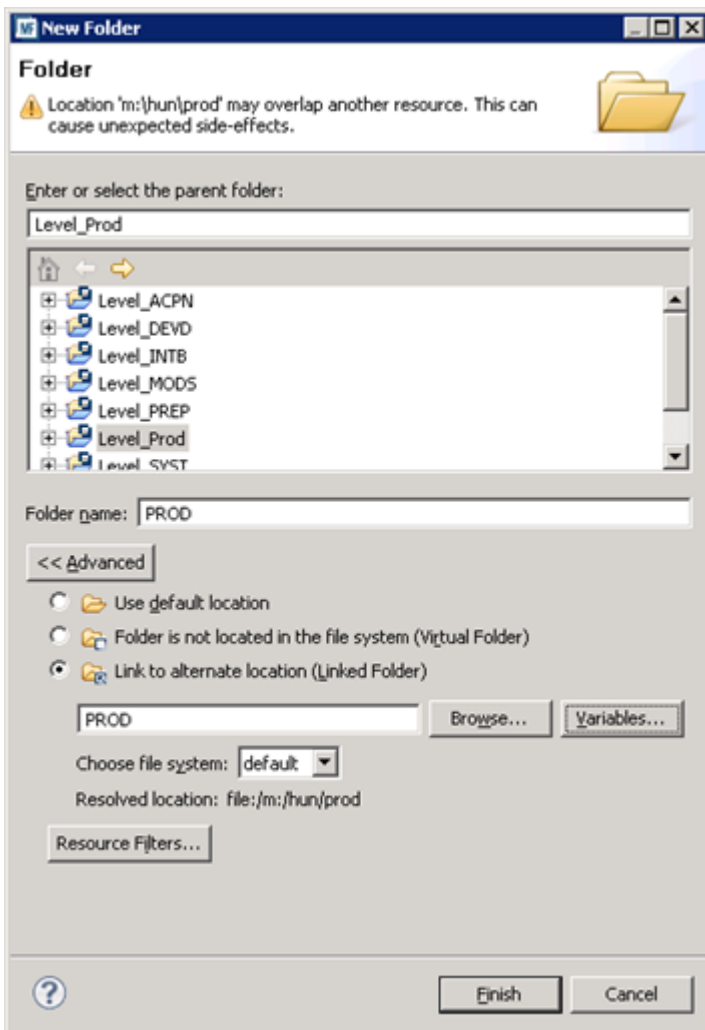 New Folder
Folder
Location 'm:\hun\prod' may overlap another resource. This can
cause unexpected side-effects.
Enter or select the parent folder:
Level_Prod
Level_ACPN
Level_DEVD
Level_INTB
Level_MODS
Level_PREP
Level_Prod
Level_SYST
Folder name: PROD
<< Advanced
Use default location
Folder is not located in the file system (Virtual Folder)
Link to alternate location (Linked Folder)
PROD Browse... Variables...
Choose file system: default
Resolved location: file:/m:/hun/prod
Resource Filters...
? Finish Cancel